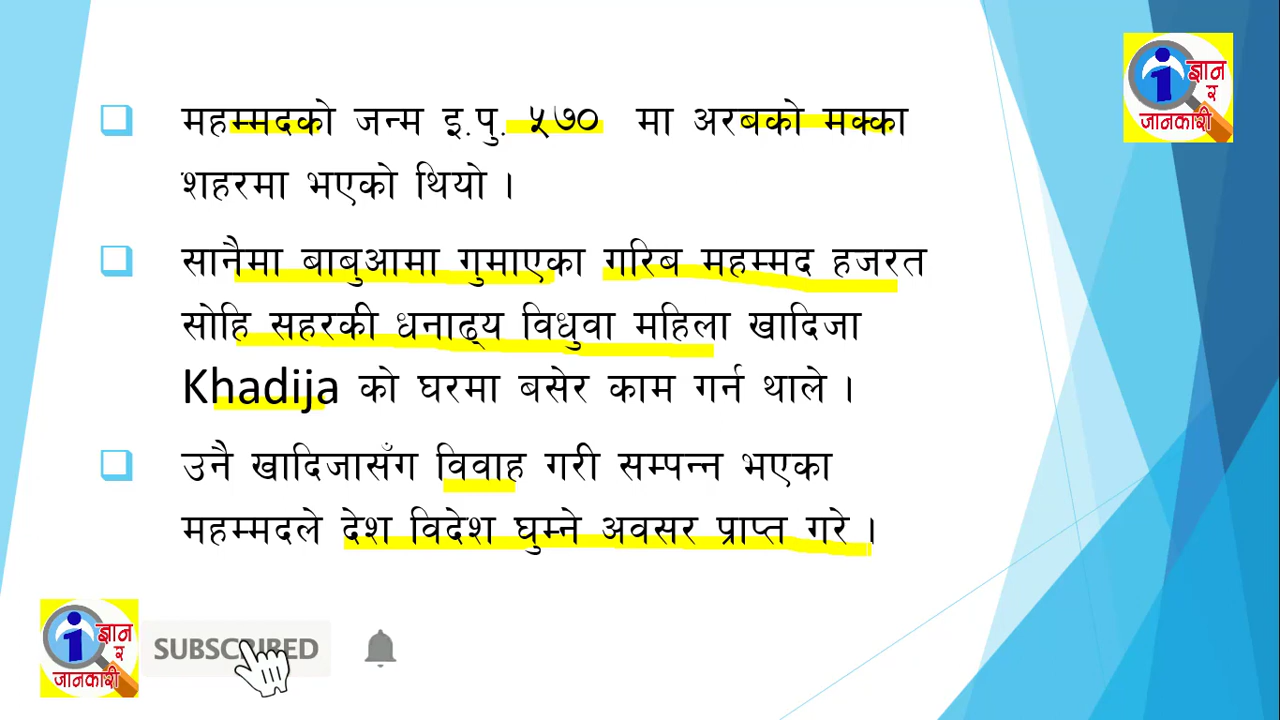 ज्ञान
र
जानकारी
महम्मदको जन्म इ.पु. ५७० मा अरबको मक्का
शहरमा भएको थियो ।
सानैमा बाबुआमा गुमाएका गरिब महम्मद हजरत
सोहि सहरकी धनाढ्य विधुवा महिला खादिजा
Khadija को घरमा बसेर काम गर्न थाले ।
उनै खादिजासँग विवाह गरी सम्पन्न भएका
महम्मदले देश विदेश घुम्ने अवसर प्राप्त गरे ।
ज्ञान
र
जानकारी
SUBSCRIBED